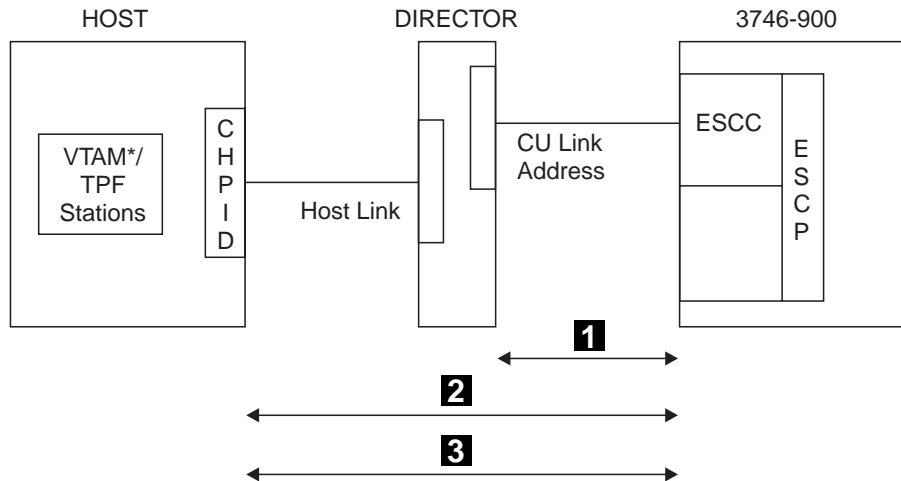 HOST
DIRECTOR
3746-900
VTAM*/
TPF
Stations
C
H
P
I
D
Host Link
CU Link
Address
ESCC
E
S
C
P
1
2
3